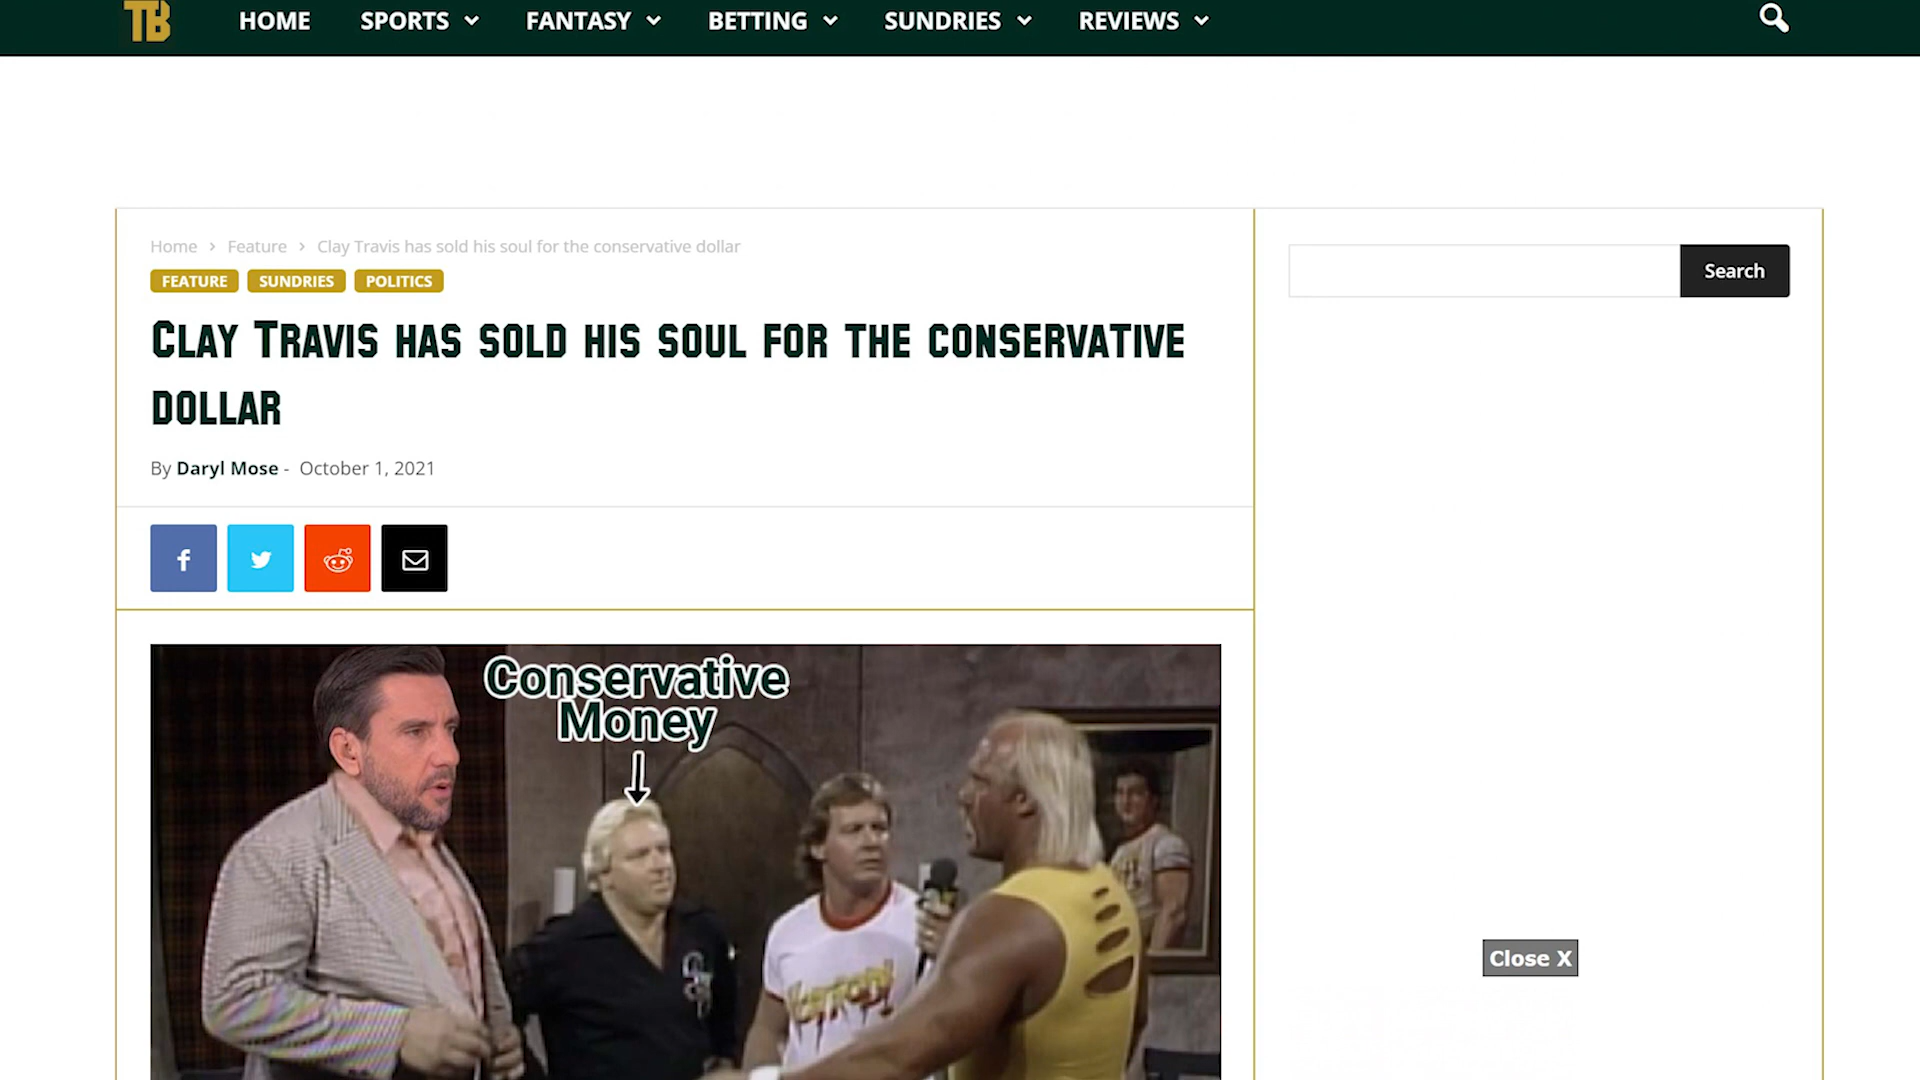 TB HOME SPORTS FANTASY BETTING SUNDRIES REVIEWS
Home > Feature > Clay Travis has sold his soul for the conservative dollar
FEATURE SUNDRIES POLITICS
Search
CLAY TRAVIS HAS SOLD HIS SOUL FOR THE CONSERVATIVE
DOLLAR
By Daryl Mose - October 1, 2021
Conservative
Money
Close X